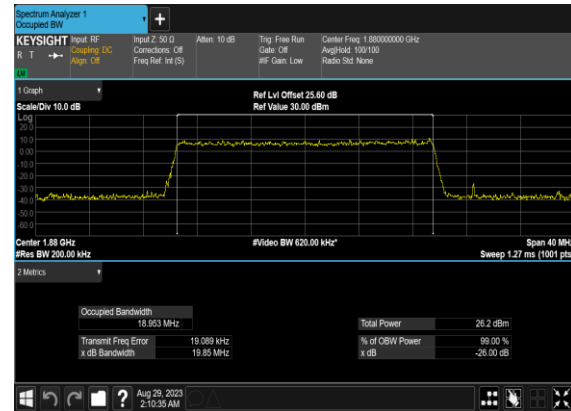 Spectrum Analyzer 1
Occupied BW
KEYSIGHT Input: RF Input Z: 50 Ω Atten: 10 dB Trig: Free Run Center Freq: 1.880000000 GHz
R T Coupling: DC Corrections: Off Gate: Off Avg|Hold: 100/100
Align: Off Freq Ref: Int (S) #IF Gain: Low Radio Std: None
1 Graph
Ref Lvl Offset 25.60 dB
Scale/Div 10.0 dB Ref Value 30.00 dBm
Log
20.0
10.0
0.00
-10.0
-20.0
-30.0
-40.0
-50.0
-60.0
Center 1.88 GHz #Video BW 620.00 kHz* Span 40 MHz
#Res BW 200.00 kHz Sweep 1.27 ms (1001 pts)
2 Metrics
Occupied Bandwidth
18.953 MHz Total Power 26.2 dBm
Transmit Freq Error 19.089 kHz % of OBW Power 99.00 %
x dB Bandwidth 19.85 MHz x dB -26.00 dB
?
Aug 29, 2023
2:10:35 AM